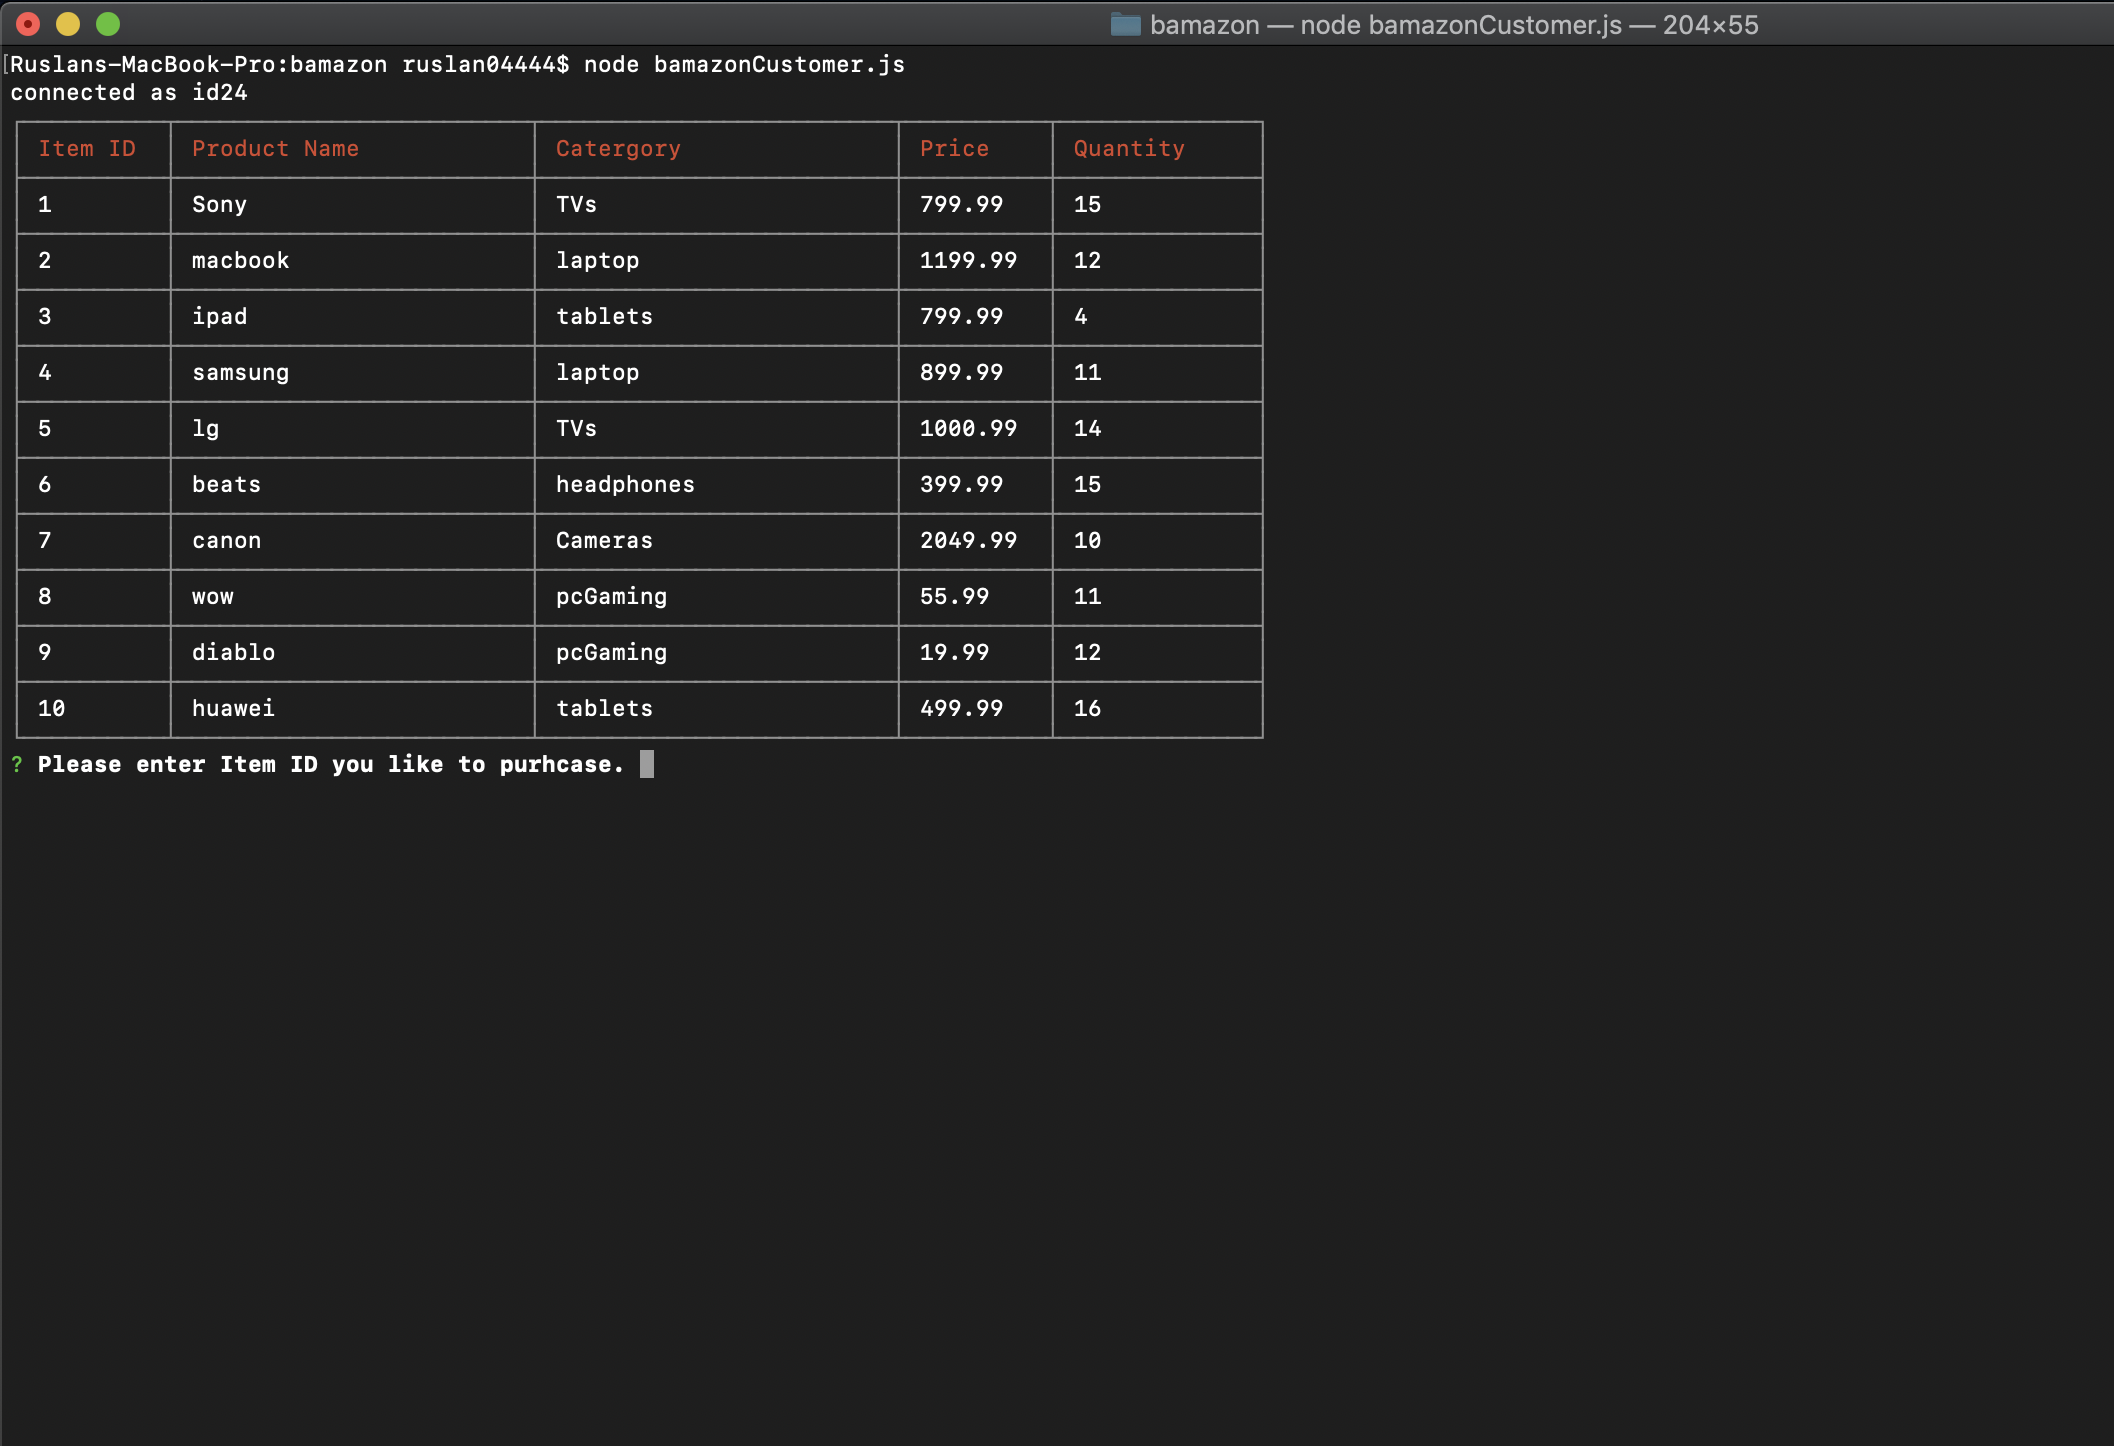 bamazon — node bamazonCustomer.js — 204×55
[Ruslans-MacBook-Pro:bamazon ruslan04444$ node bamazonCustomer.js
connected as id24
Item ID Product Name Catergory Price Quantity
1 Sony TVs 799.99 15
2 macbook laptop 1199.99 12
3 ipad tablets 799.99 4
4 samsung laptop 899.99 11
5 lg TVs 1000.99 14
6 beats headphones 399.99 15
7 canon Cameras 2049.99 10
8 wow pcGaming 55.99 11
9 diablo pcGaming 19.99 12
10 huawei tablets 499.99 16
? Please enter Item ID you like to purhcase.